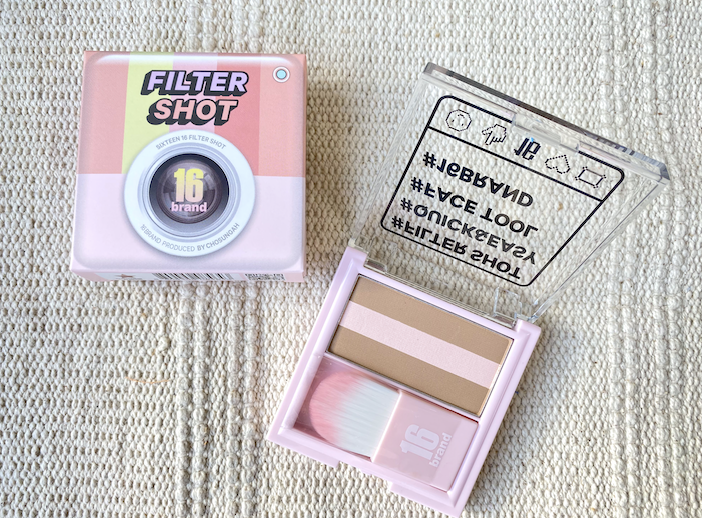 FILTER
SHOT
SIXTEEN 16 FILTER SHOT
16
brand
16BRAND PRODUCED BY CHOSUNGAH
16
#16BRAND
#FACE TOOL
#QUICK&EASY
#FILTER SHOT
16
brand